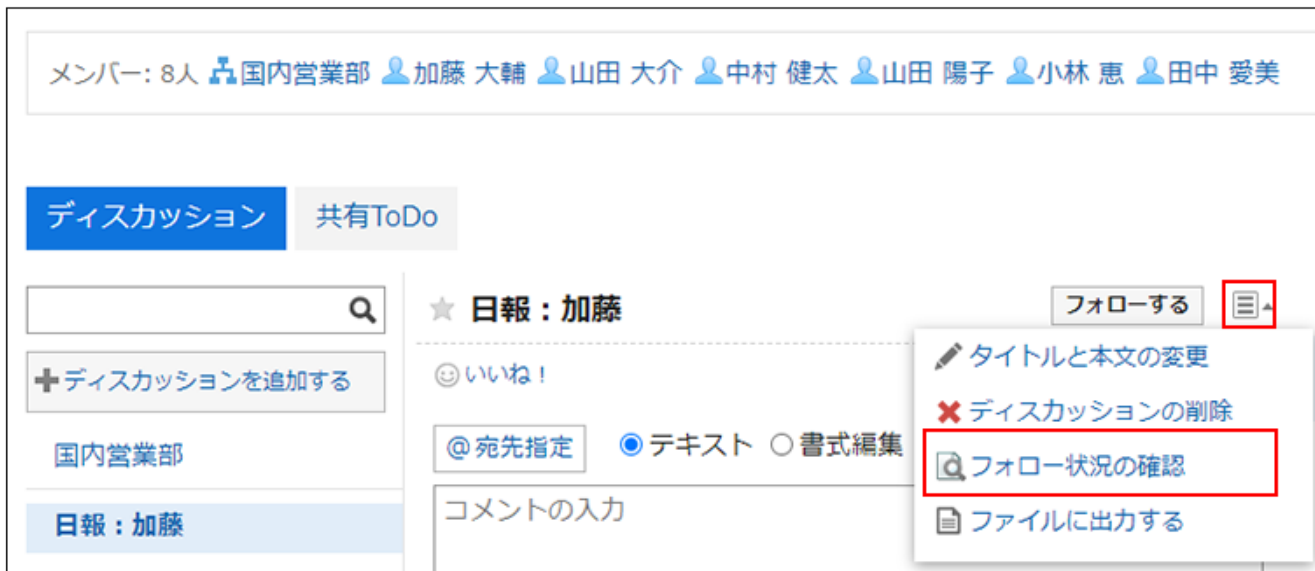 メンバー: 8人 国内営業部 加藤 大輔 山田 大介 中村 健太 山田 陽子 小林 恵 田中 愛美
ディスカッション 共有ToDo
日報：加藤 フォローする
ディスカッションを追加する
国内営業部
日報：加藤
いいね！
@宛先指定 テキスト 書式編集
コメントの入力
タイトルと本文の変更
ディスカッションの削除
フォロー状況の確認
ファイルに出力する